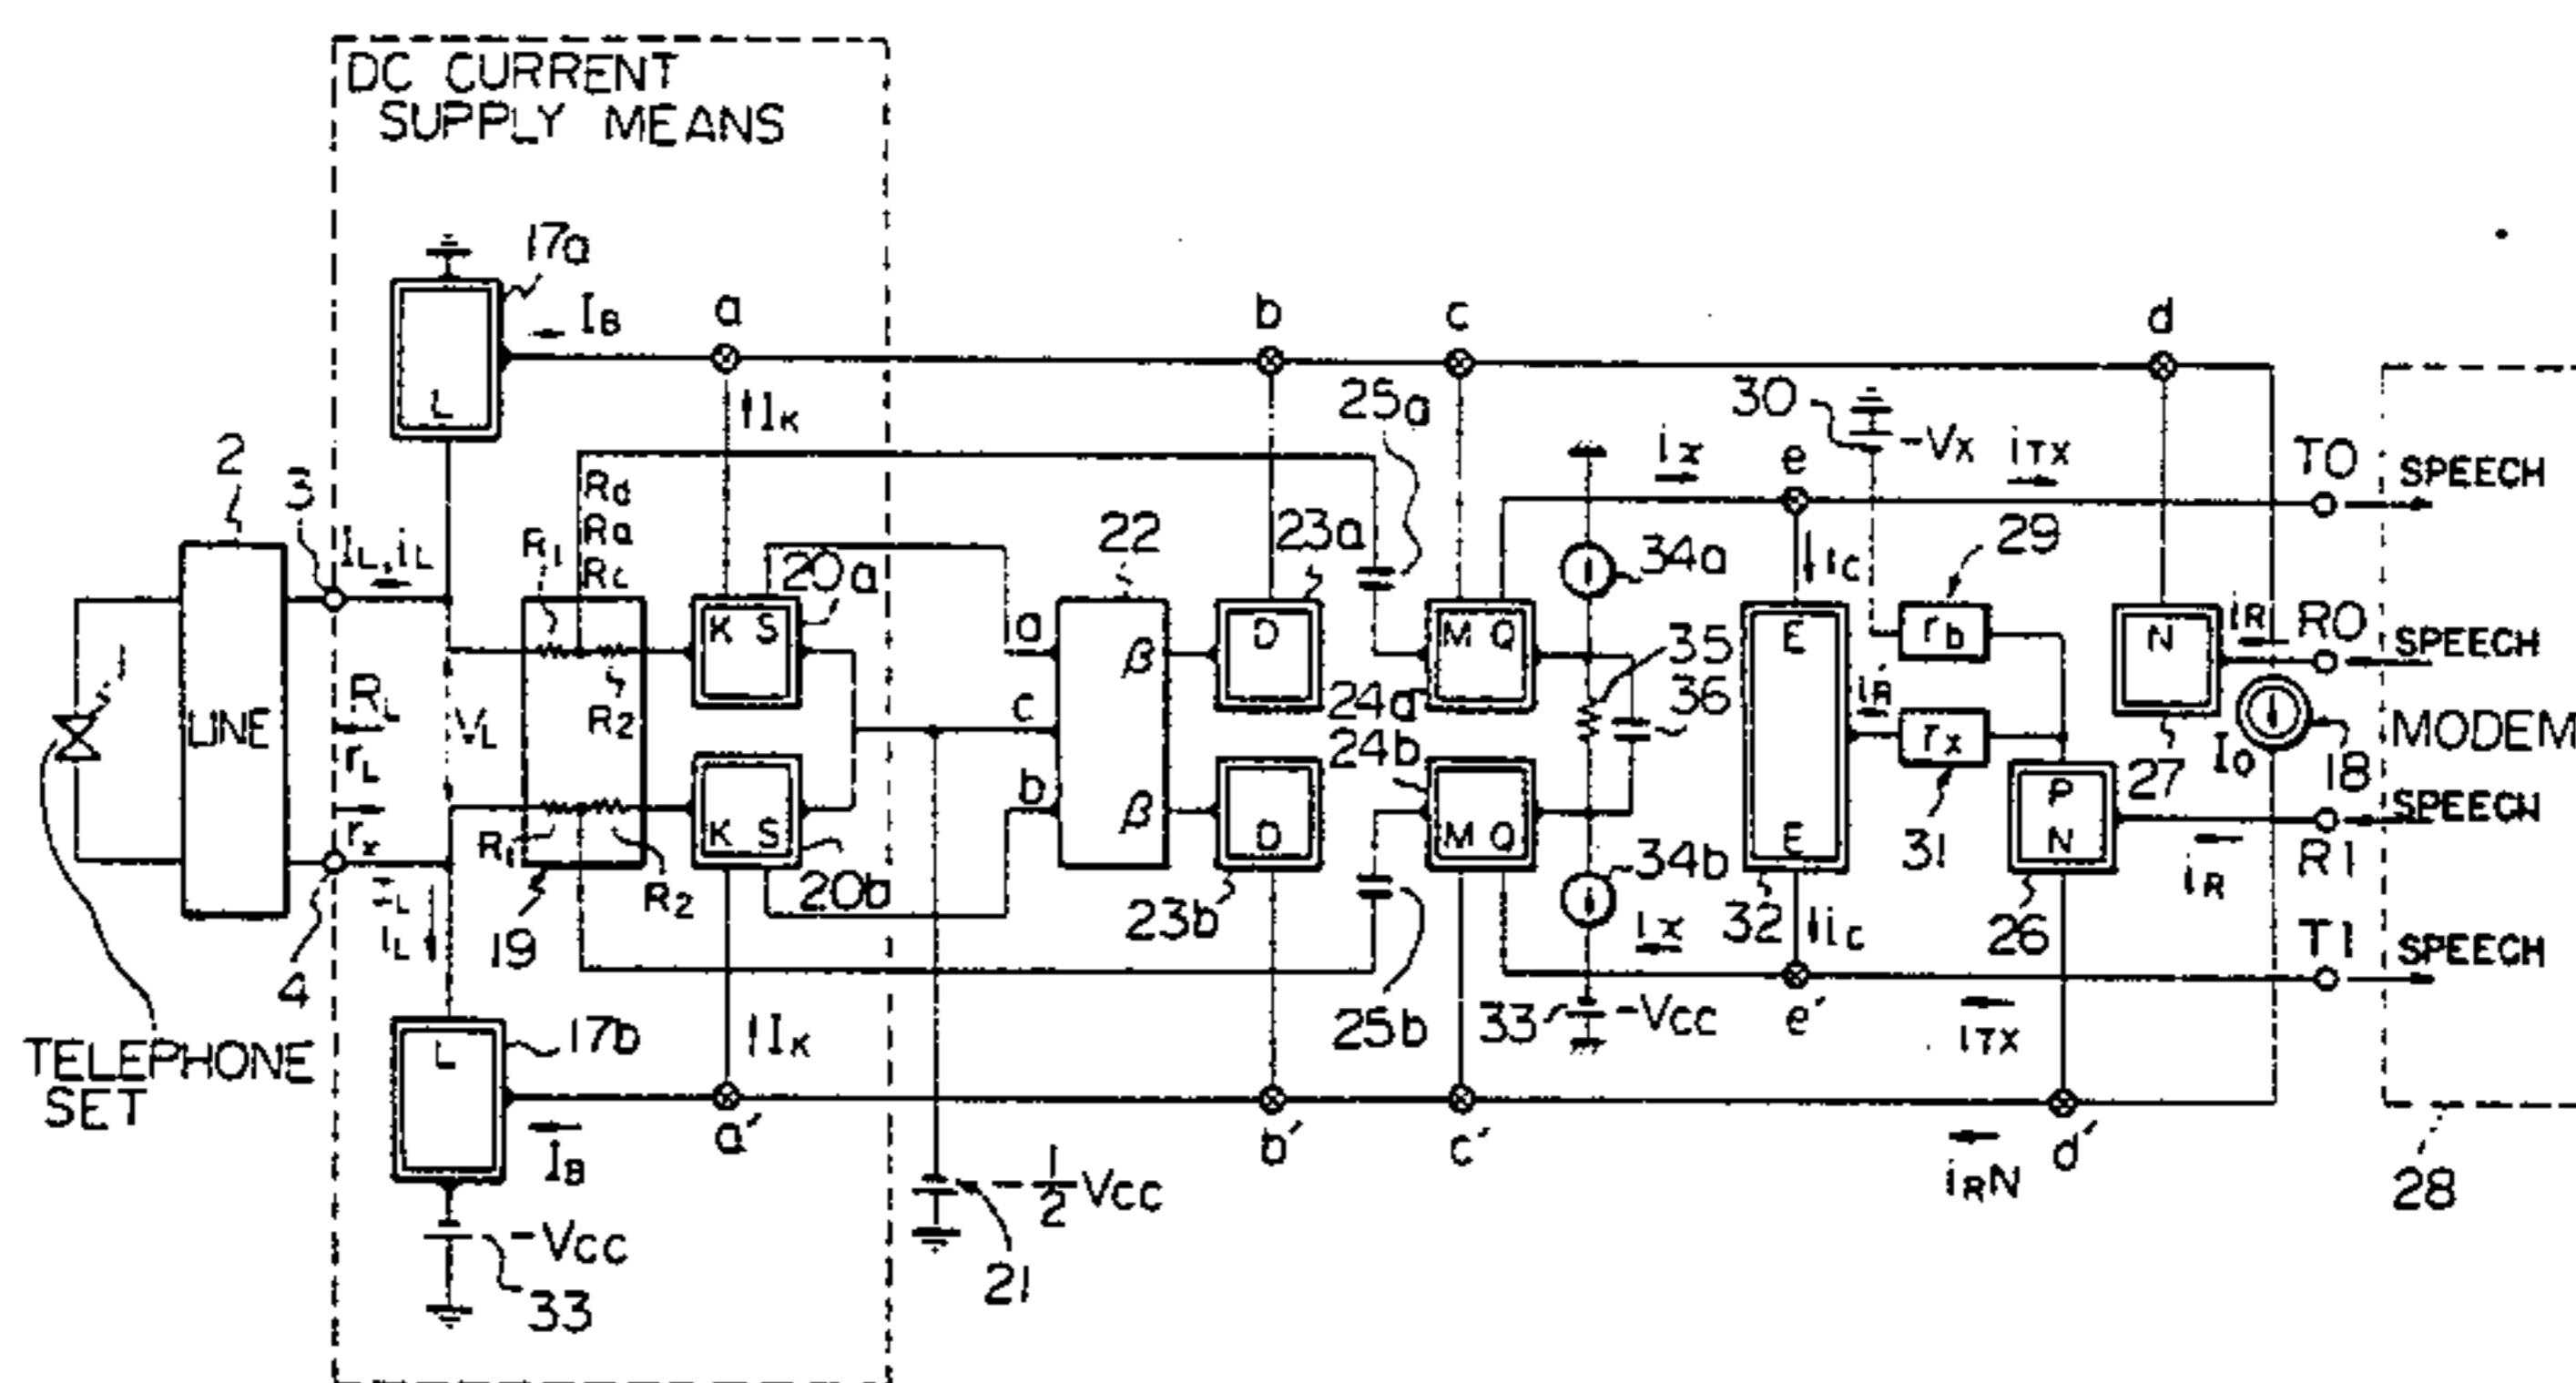 DC CURRENT
SUPPLY MEANS
17a
L
IB
a
b
c
d
IK
25a
30
-Vx
ix
e
iTX
TO
SPEECH
2
3
IL, iL
Rd
Ra
Rc
R1
20a
22
23a
34a
ic
29
K S
a
β
D
M Q
35
E
rb
N
iR
RO
SPEECH
LINE
RL
rL
rx
VL
R2
c
24a
36
iR
rx
MODEM
24b
27
IO
18
b
31
P
N
SPEECH
R1
K S
β
D
M Q
E
R1
iL
IL
19
R2
20b
23b
34b
32
ic
26
iR
T1
SPEECH
4
ix
TELEPHONE
SET
L
17b
IK
25b
33
-Vcc
e'
iTX
IB
a'
b'
c'
d'
iRN
28
-1/2 Vcc
21
-Vcc
33